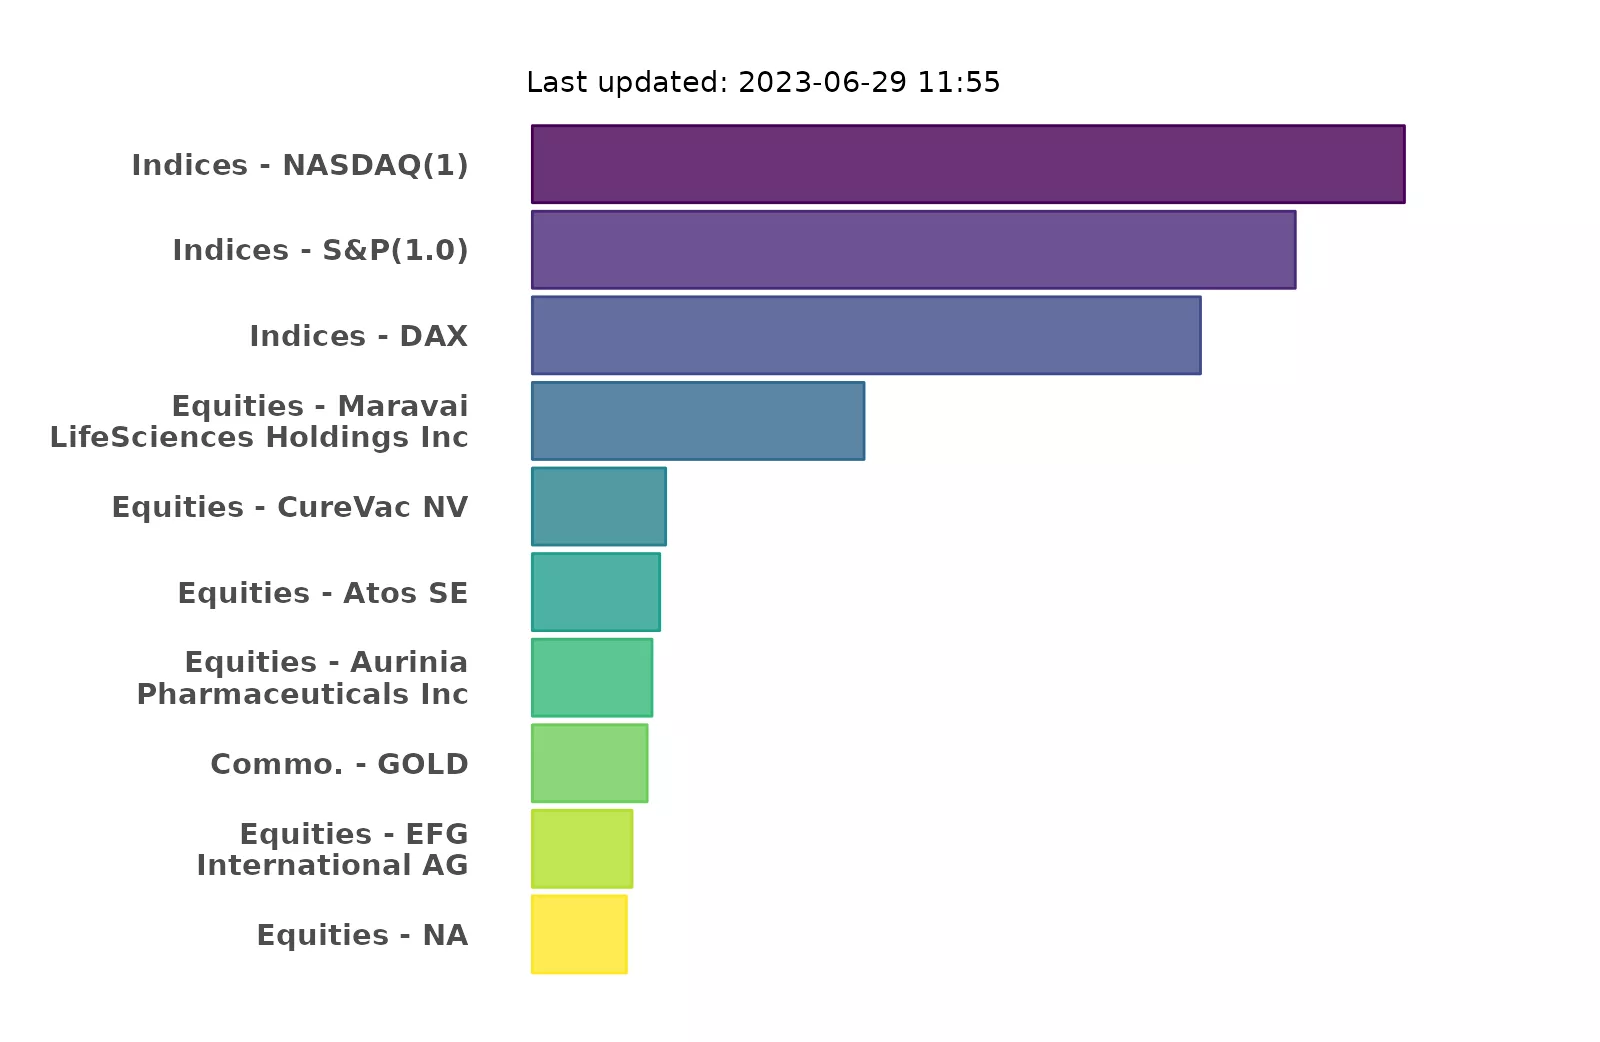 Last updated: 2023-06-29 11:55
Indices - NASDAQ(1)
Indices - S&P(1.0)
Indices - DAX
Equities - Maravai
LifeSciences Holdings Inc
Equities - CureVac NV
Equities - Atos SE
Equities - Aurinia
Pharmaceuticals Inc
Commo. - GOLD
Equities - EFG
International AG
Equities - NA